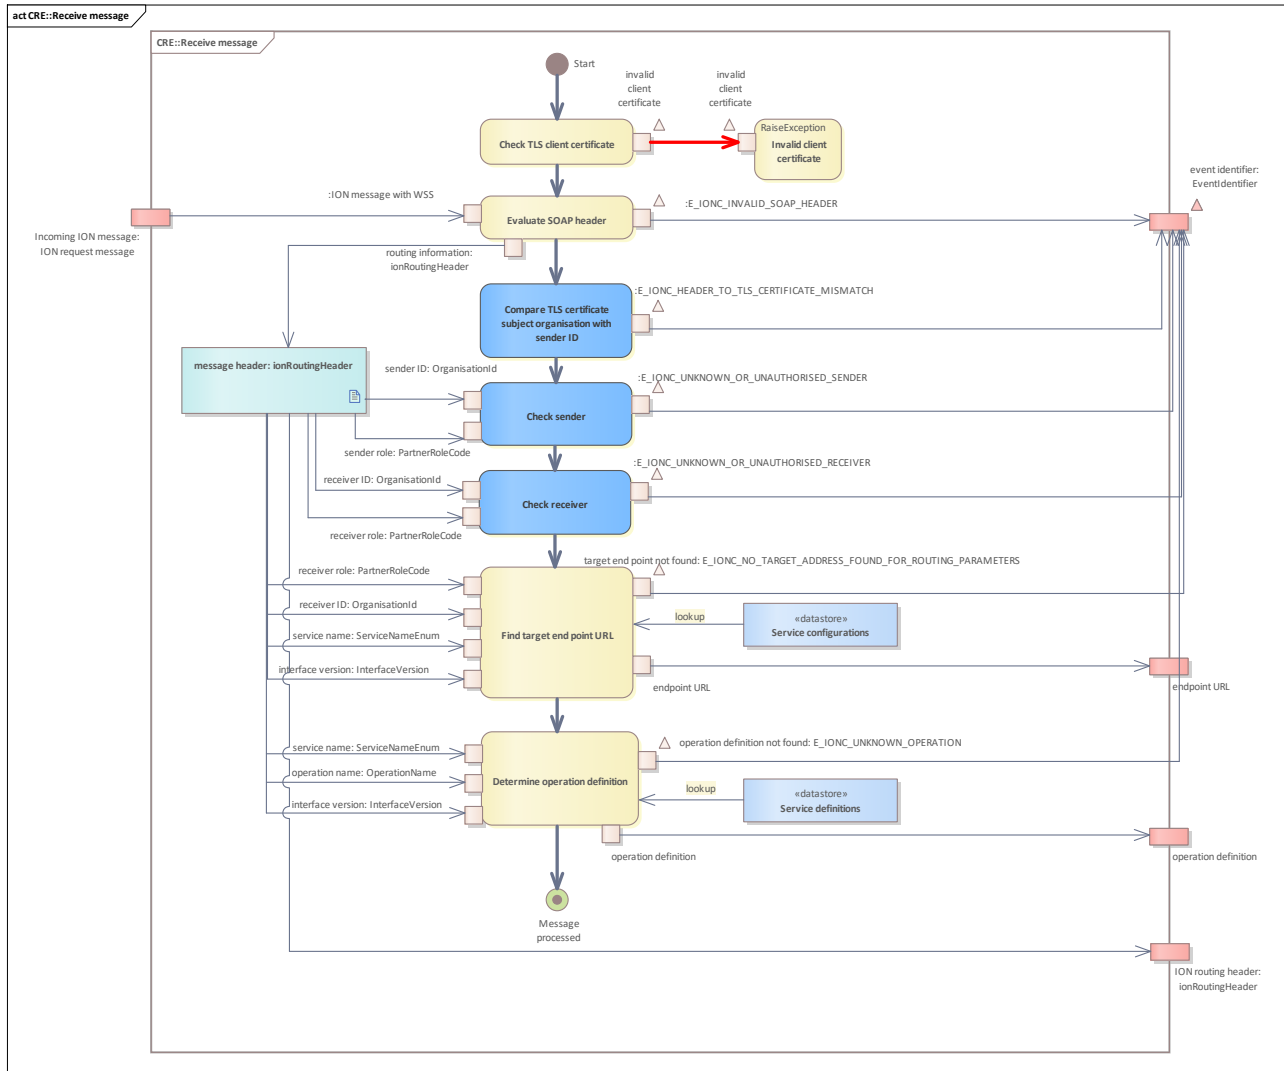 act CRE::Receive message
CRE::Receive message
Start
invalid
client
certificate
invalid
client
certificate
Check TLS client certificate
RaiseException
Invalid client
certificate
event identifier:
EventIdentifier
:ION message with WSS
Evaluate SOAP header
:E_IONC_INVALID_SOAP_HEADER
Incoming ION message:
ION request message
routing information:
ionRoutingHeader
:E_IONC_HEADER_TO_TLS_CERTIFICATE_MISMATCH
Compare TLS certificate
subject organisation with
sender ID
message header: ionRoutingHeader
sender ID: OrganisationId
:E_IONC_UNKNOWN_OR_UNAUTHORISED_SENDER
Check sender
sender role: PartnerRoleCode
:E_IONC_UNKNOWN_OR_UNAUTHORISED_RECEIVER
receiver ID: OrganisationId
Check receiver
receiver role: PartnerRoleCode
target end point not found: E_IONC_NO_TARGET_ADDRESS_FOUND_FOR_ROUTING_PARAMETERS
receiver role: PartnerRoleCode
receiver ID: OrganisationId
lookup
«datastore»
Service configurations
service name: ServiceNameEnum
Find target end point URL
interface version: InterfaceVersion
endpoint URL
endpoint URL
service name: ServiceNameEnum
operation definition not found: E_IONC_UNKNOWN_OPERATION
operation name: OperationName
Determine operation definition
lookup
«datastore»
Service definitions
interface version: InterfaceVersion
operation definition
operation definition
Message
processed
ION routing header:
ionRoutingHeader